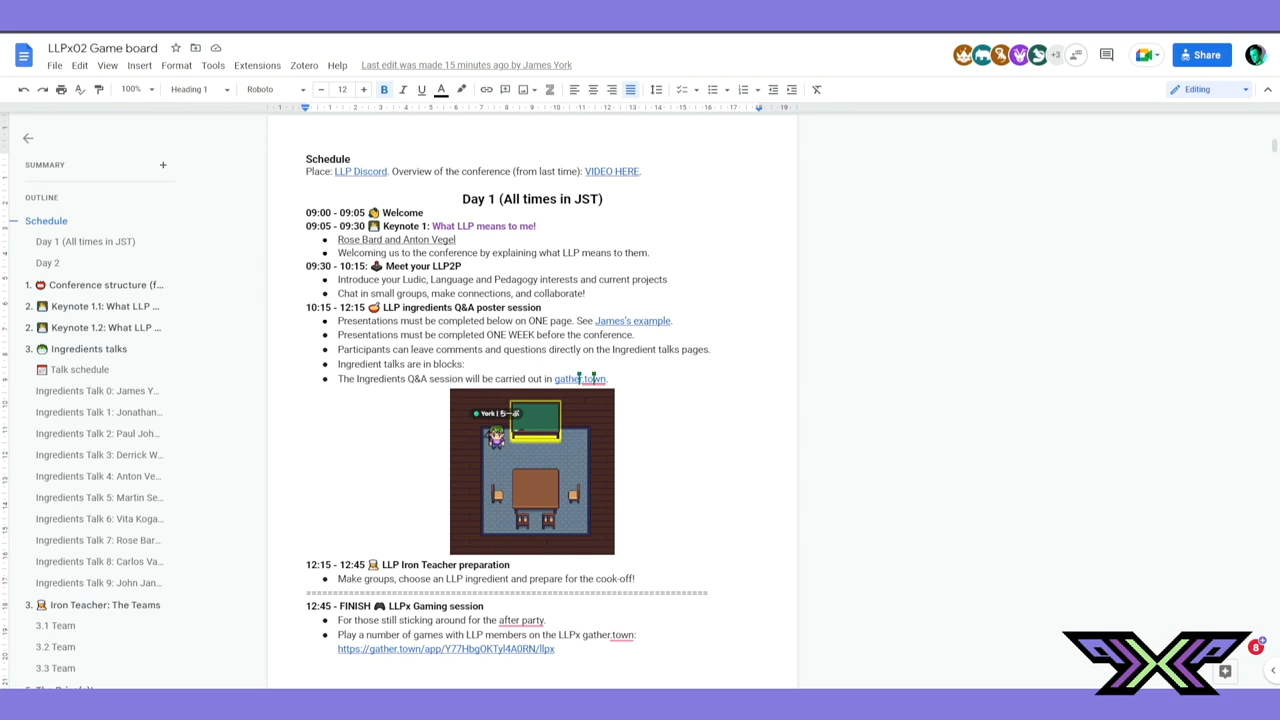 LLPx02 Game board
File Edit View Insert Format Tools Extensions Zotero Help Last edit was made 15 minutes ago by James York
+3
Share
100% Heading 1 Roboto 12 Editing
SUMMARY
OUTLINE
Schedule
Day 1 (All times in JST)
Day 2
1. Conference structure (f...
2. Keynote 1.1: What LLP ...
2. Keynote 1.2: What LLP ...
3. Ingredients talks
Talk schedule
Ingredients Talk 0: James Y...
Ingredients Talk 1: Jonathan...
Ingredients Talk 2: Paul Joh...
Ingredients Talk 3: Derrick W...
Ingredients Talk 4: Anton Ve...
Ingredients Talk 5: Martin Se...
Ingredients Talk 6: Vita Koga...
Ingredients Talk 7: Rose Bar...
Ingredients Talk 8: Carlos Va...
Ingredients Talk 9: John Jan...
3. Iron Teacher: The Teams
3.1 Team
3.2 Team
3.3 Team
Schedule
Place: LLP Discord. Overview of the conference (from last time): VIDEO HERE.
Day 1 (All times in JST)
09:00 - 09:05 Welcome
09:05 - 09:30 Keynote 1: What LLP means to me!
Rose Bard and Anton Vegel
Welcoming us to the conference by explaining what LLP means to them.
09:30 - 10:15: Meet your LLP2P
Introduce your Ludic, Language and Pedagogy interests and current projects
Chat in small groups, make connections, and collaborate!
10:15 - 12:15 LLP ingredients Q&A poster session
Presentations must be completed below on ONE page. See James's example.
Presentations must be completed ONE WEEK before the conference.
Participants can leave comments and questions directly on the Ingredient talks pages.
Ingredient talks are in blocks:
The Ingredients Q&A session will be carried out in gather.town.
York | ちーぷ
12:15 - 12:45 LLP Iron Teacher preparation
Make groups, choose an LLP ingredient and prepare for the cook-off!
12:45 - FINISH LLPx Gaming session
For those still sticking around for the after party.
Play a number of games with LLP members on the LLPx gather.town:
https://gather.town/app/Y77HbgOKTyl4A0RN/llpx
8